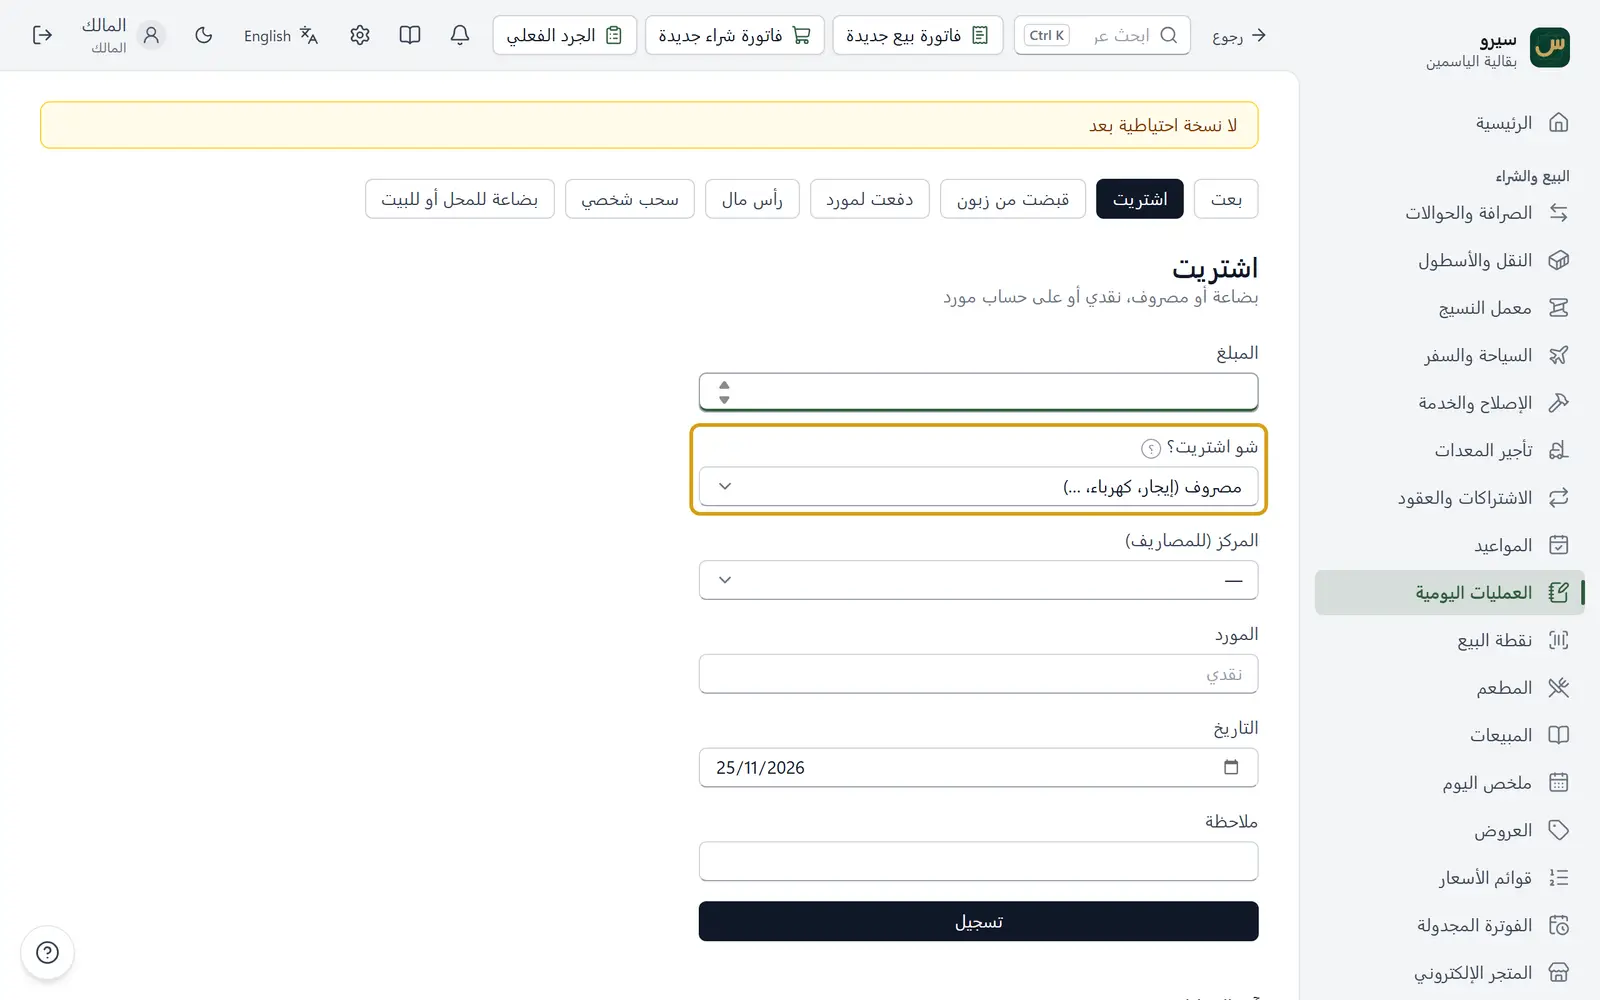 سيرو
بقالية الياسمين
رجوع
ابحث عر
Ctrl K
فاتورة بيع جديدة
فاتورة شراء جديدة
الجرد الفعلي
English
المالك
المالك
الرئيسية
البيع والشراء
الصرافة والحوالات
النقل والأسطول
معمل النسيج
السياحة والسفر
الإصلاح والخدمة
تأجير المعدات
الاشتراكات والعقود
المواعيد
العمليات اليومية
نقطة البيع
المطعم
المبيعات
ملخص اليوم
العروض
قوائم الأسعار
الفوترة المجدولة
المتجر الإلكتروني
لا نسخة احتياطية بعد
بعت
اشتريت
قبضت من زبون
دفعت لمورد
رأس مال
سحب شخصي
بضاعة للمحل أو للبيت
اشتريت
بضاعة أو مصروف، نقدي أو على حساب مورد
المبلغ
شو اشتريت؟ ؟
مصروف (إيجار، كهرباء، ...)
المركز (للمصاريف)
—
المورد
نقدي
التاريخ
25/11/2026
ملاحظة
تسجيل